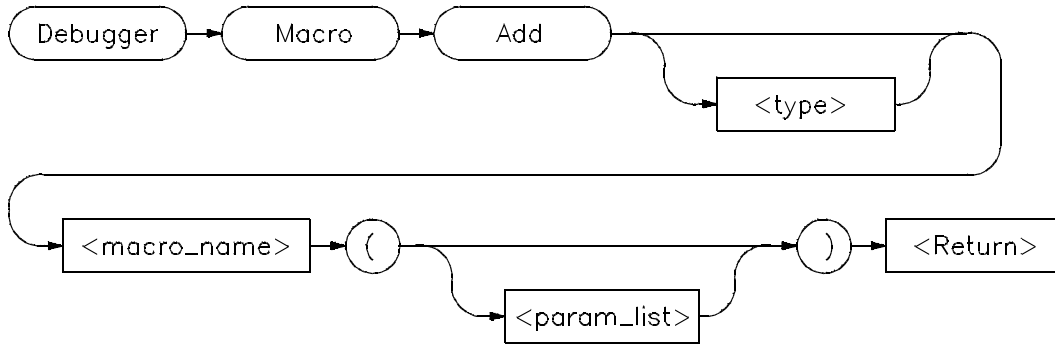 Debugger Macro Add
<type>
<macro_name> ( ) <Return>
<param_list>